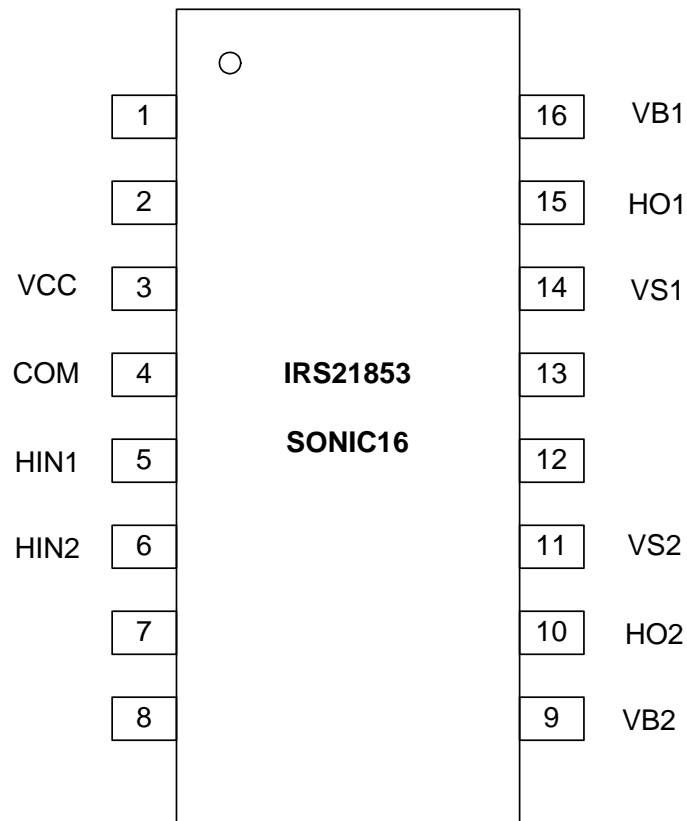 1 16 VB1
2 15 HO1
VCC 3 14 VS1
COM 4 IRS21853 13
SONIC16
HIN1 5 12
HIN2 6 11 VS2
7 10 HO2
8 9 VB2